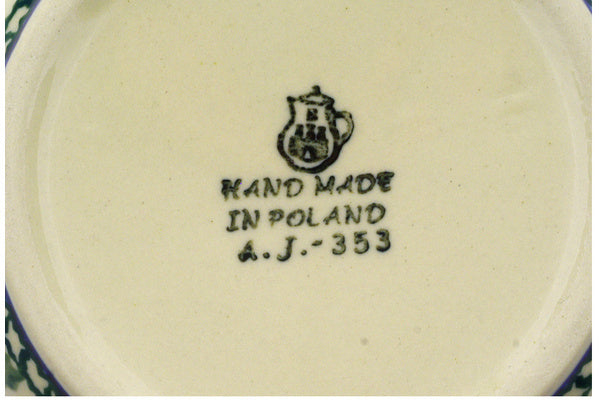 B
HAND MADE
IN POLAND
A.J.-353